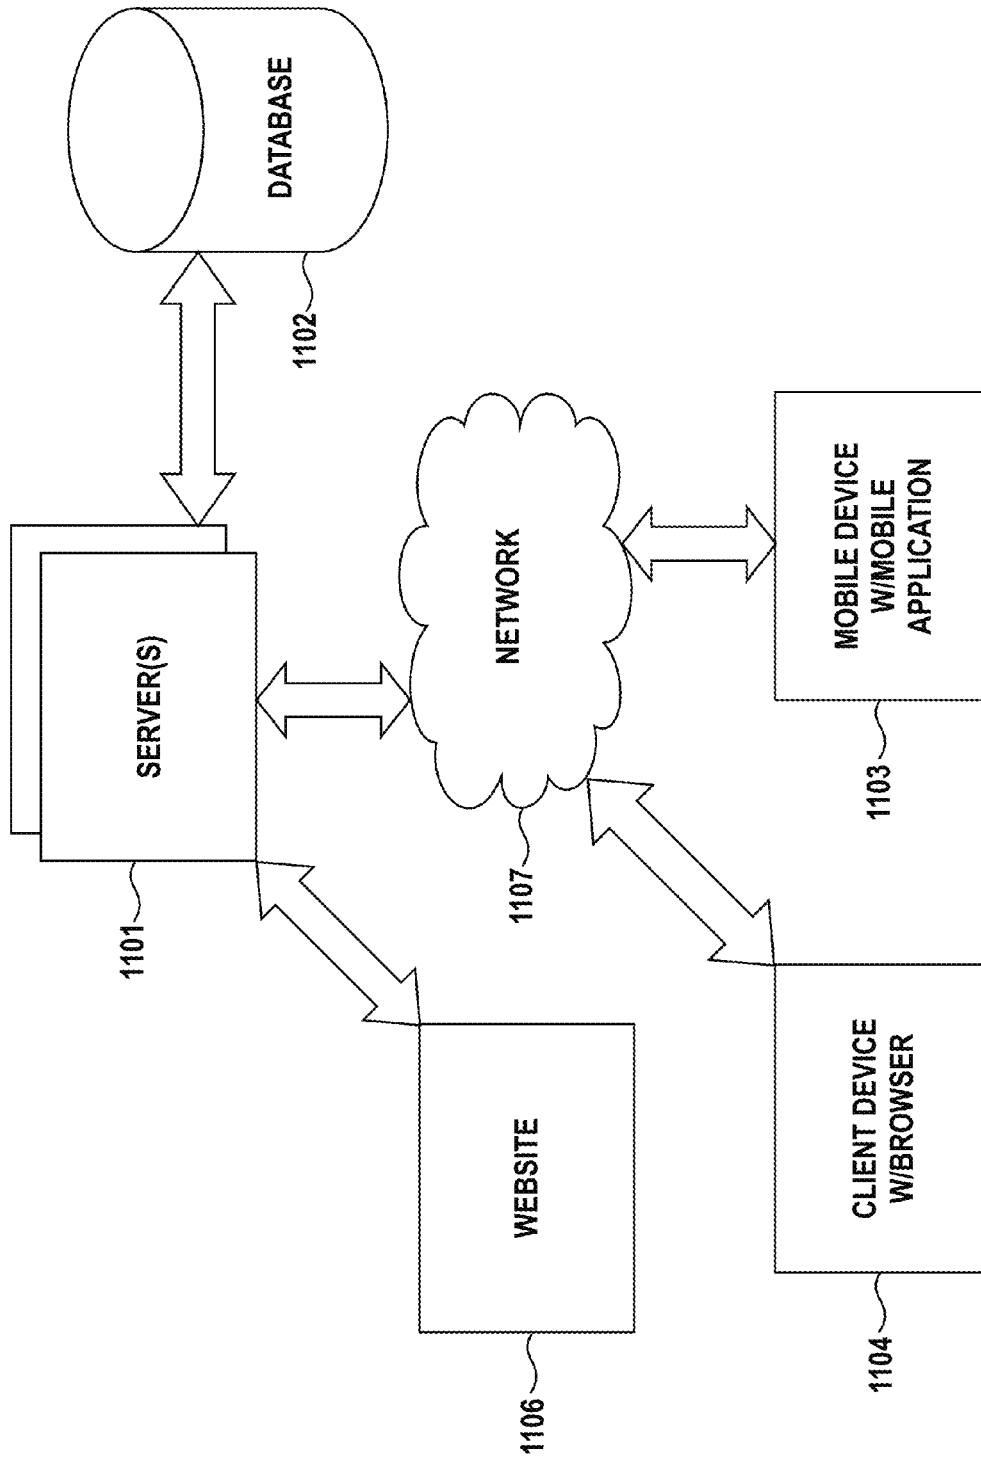 SERVER(S)
1101
DATABASE
1102
WEBSITE
1106
NETWORK
1107
CLIENT DEVICE
W/BROWSER
1104
MOBILE DEVICE
W/MOBILE
APPLICATION
1103